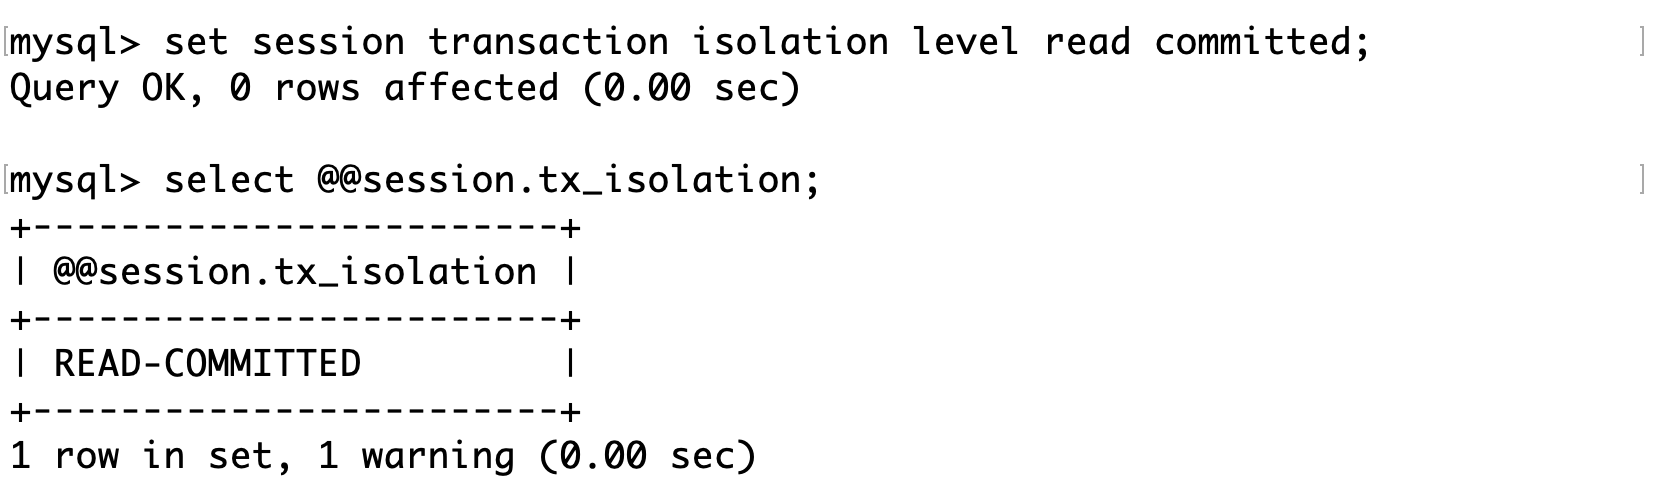 [mysql> set session transaction isolation level read committed; ]
Query OK, 0 rows affected (0.00 sec)
[mysql> select @@session.tx_isolation; ]
+------------------------+
| @@session.tx_isolation |
+------------------------+
| READ-COMMITTED         |
+------------------------+
1 row in set, 1 warning (0.00 sec)